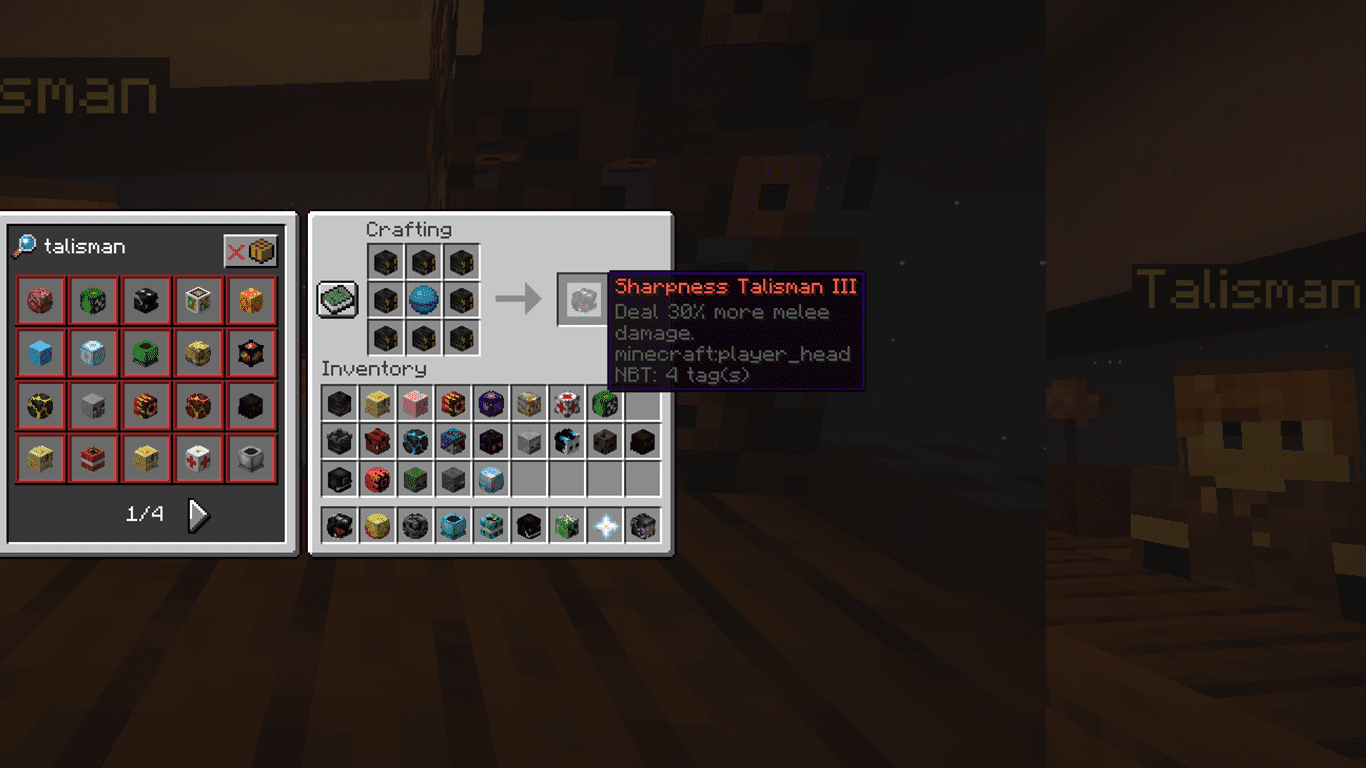 sman
talisman
1/4
Crafting
Inventory
Sharpness Talisman III
Deal 30% more melee
damage.
minecraft:player_head
NBT: 4 tag(s)
Talisman